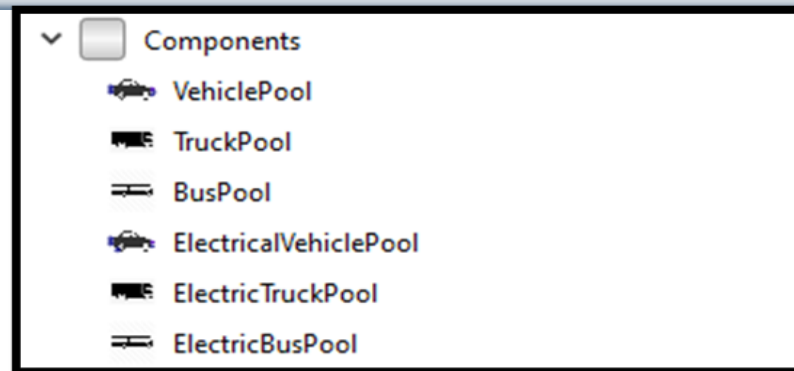 Components
VehiclePool
TruckPool
BusPool
ElectricalVehiclePool
ElectricTruckPool
ElectricBusPool